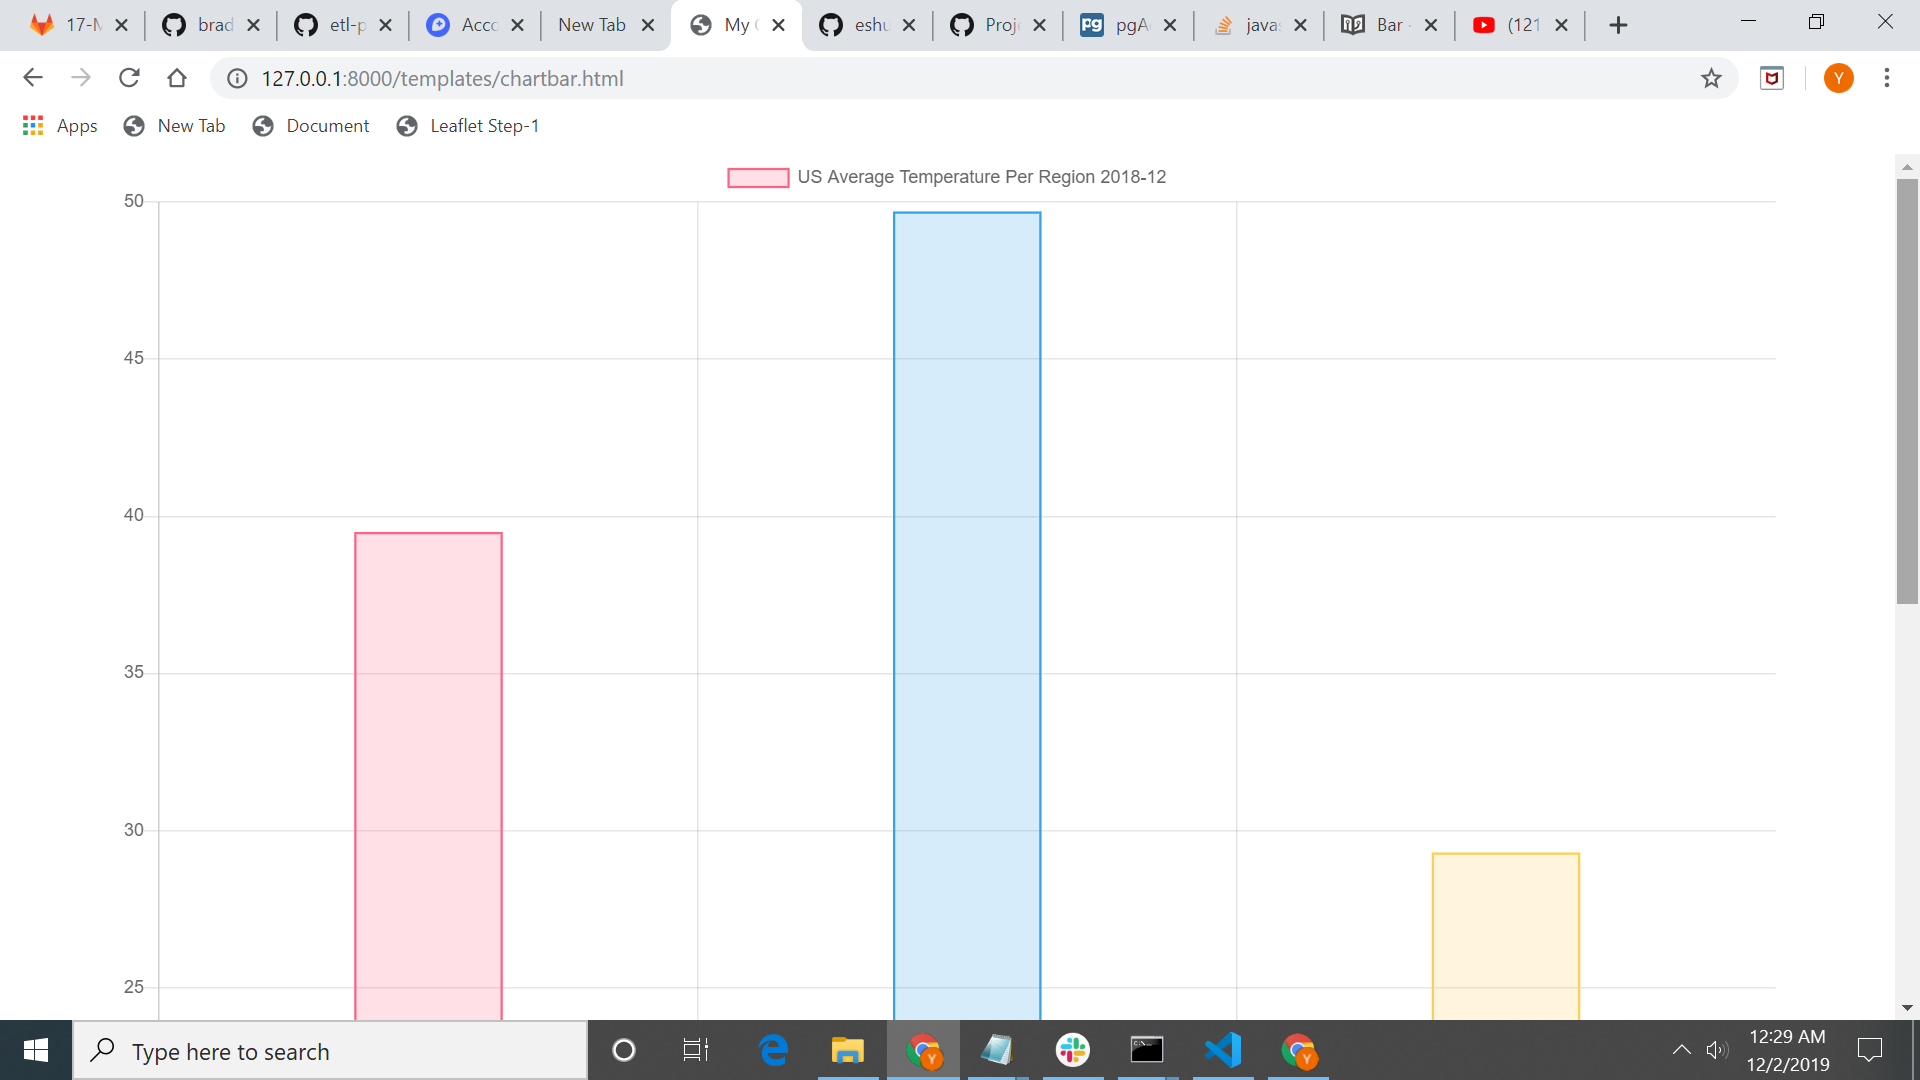 17-M
brad
etl-p
Acco
New Tab
My
eshu
Proje
pgA
java
Bar
(121
127.0.0.1:8000/templates/chartbar.html
Y
Apps
New Tab
Document
Leaflet Step-1
US Average Temperature Per Region 2018-12
50
45
40
35
30
25
Type here to search
12:29 AM
12/2/2019